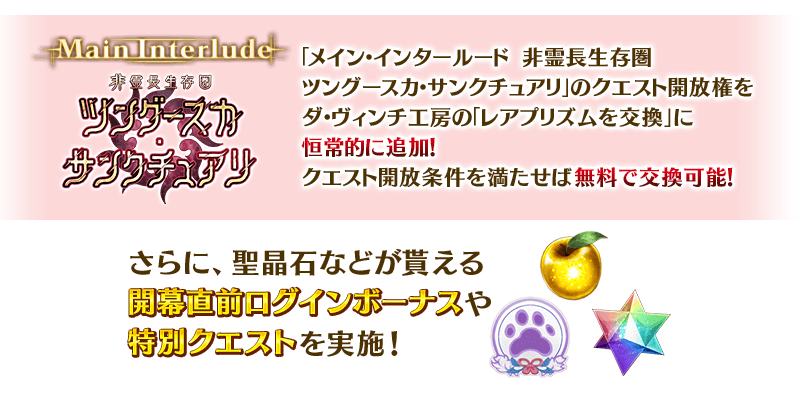 Main Interlude
非霊長生存圏
ツングースカ・
サンクチュアリ
「メイン・インタールード 非霊長生存圏
ツングースカ・サンクチュアリ」のクエスト開放権を
ダ・ヴィンチ工房の「レアプリズムを交換」に
恒常的に追加!
クエスト開放条件を満たせば無料で交換可能!
さらに、聖晶石などが貰える
開幕直前ログインボーナスや
特別クエストを実施!